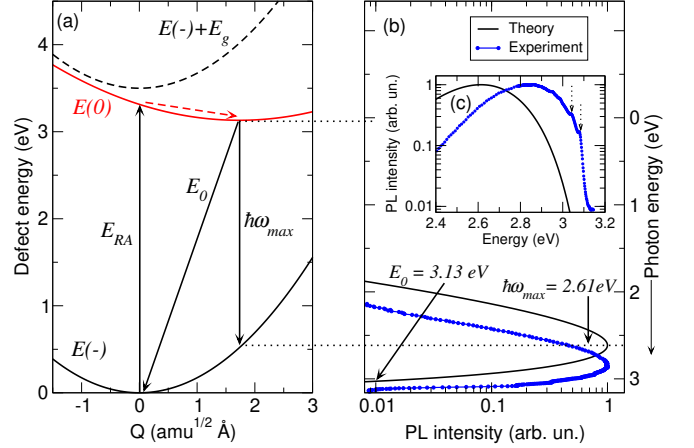 (a)
E(-)+E_g
E(0)
E_0
E_RA
ħω_max
E(-)
Defect energy (eV)
0
1
2
3
4
-1
0
1
2
3
Q (amu^1/2 Å)
(b)
Theory
Experiment
(c)
PL intensity (arb. un.)
1
0.1
0.01
2.4
2.6
2.8
3
3.2
Energy (eV)
E_0 = 3.13 eV
ħω_max = 2.61eV
0
1
2
3
Photon energy (eV)
0.01
0.1
1
PL intensity (arb. un.)